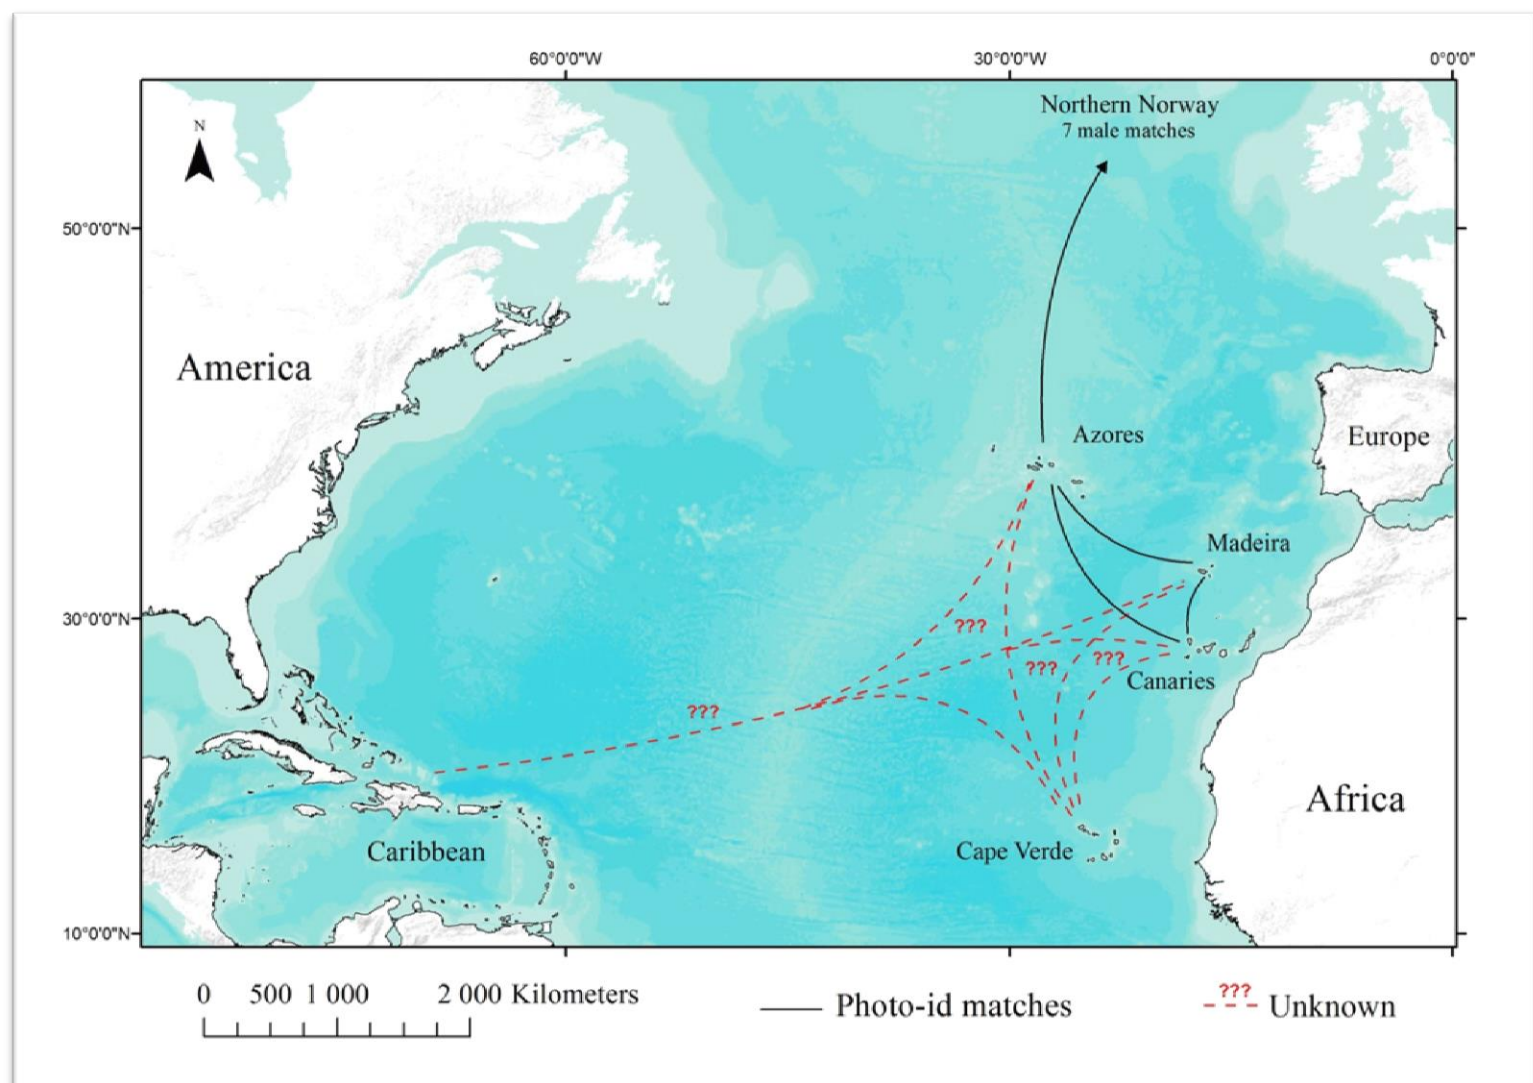 60°0'0"W
30°0'0"W
0°0'0"
Northern Norway
7 male matches
N
50°0'0"N
America
Azores
Europe
Madeira
30°0'0"N
???
???
???
Canaries
???
Africa
Caribbean
Cape Verde
10°0'0"N
0 500 1 000 2 000 Kilometers
Photo-id matches
??? Unknown